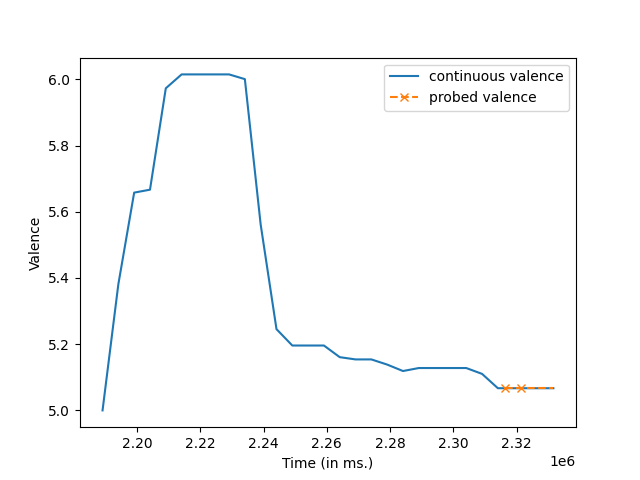 continuous valence
probed valence
6.0
5.8
5.6
5.4
5.2
5.0
Valence
2.20 2.22 2.24 2.26 2.28 2.30 2.32
1e6
Time (in ms.)